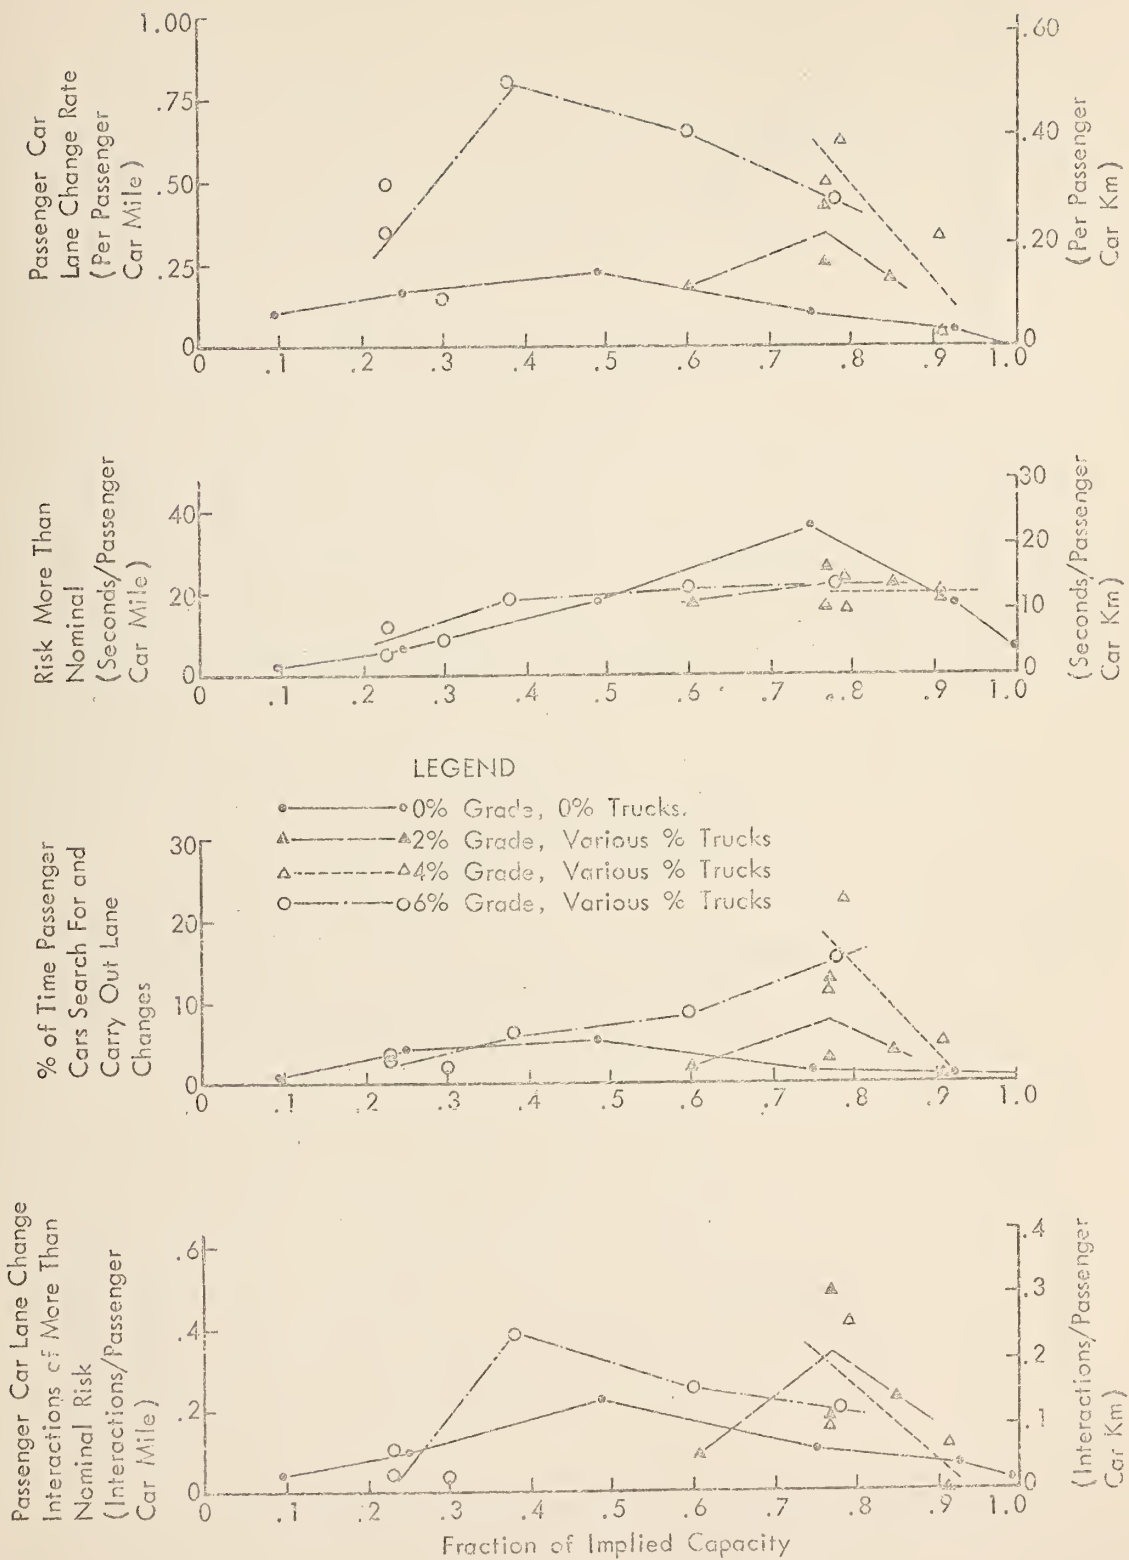 1.00
.75
.50
.25
0
Passenger Car
Lane Change Rate
(Per Passenger
Car Mile)
.60
.40
.20
0
(Per Passenger
Car Km)
0 .1 .2 .3 .4 .5 .6 .7 .8 .9 1.0
Risk More Than
Nominal
(Seconds/Passenger
Car Mile)
40
20
0
30
20
10
0
(Seconds/Passenger
Car Km)
0 .1 .2 .3 .4 .5 .6 .7 .8 .9 1.0
LEGEND
0% Grade, 0% Trucks.
2% Grade, Various % Trucks
4% Grade, Various % Trucks
6% Grade, Various % Trucks
% of Time Passenger
Cars Search For and
Carry Out Lane
Changes
30
20
10
0
0
0 .1 .2 .3 .4 .5 .6 .7 .8 .9 1.0
Passenger Car Lane Change
Interactions of More Than
Nominal Risk
(Interactions/Passenger
Car Mile)
.6
.4
.2
0
.4
.3
.2
.1
0
(Interactions/Passenger
Car Km)
0 .1 .2 .3 .4 .5 .6 .7 .8 .9 1.0
Fraction of Implied Capacity